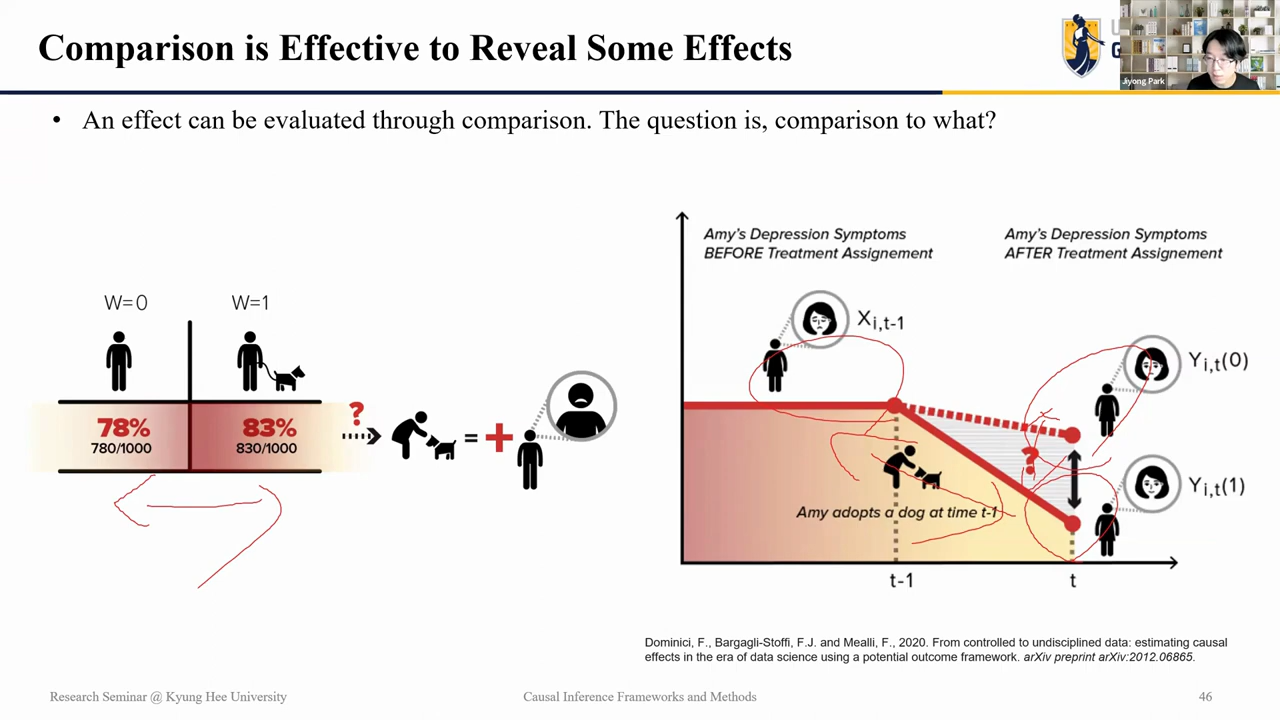 Comparison is Effective to Reveal Some Effects
Jiyong Park
• An effect can be evaluated through comparison. The question is, comparison to what?
W=0
W=1
78%
780/1000
83%
830/1000
?
=
+
Amy's Depression Symptoms
BEFORE Treatment Assignement
Amy's Depression Symptoms
AFTER Treatment Assignement
Xi,t-1
Yi,t(0)
?
Yi,t(1)
Amy adopts a dog at time t-1
t-1
t
Dominici, F., Bargagli-Stoffi, F.J. and Mealli, F., 2020. From controlled to undisciplined data: estimating causal
effects in the era of data science using a potential outcome framework. arXiv preprint arXiv:2012.06865.
Research Seminar @ Kyung Hee University
Causal Inference Frameworks and Methods
46